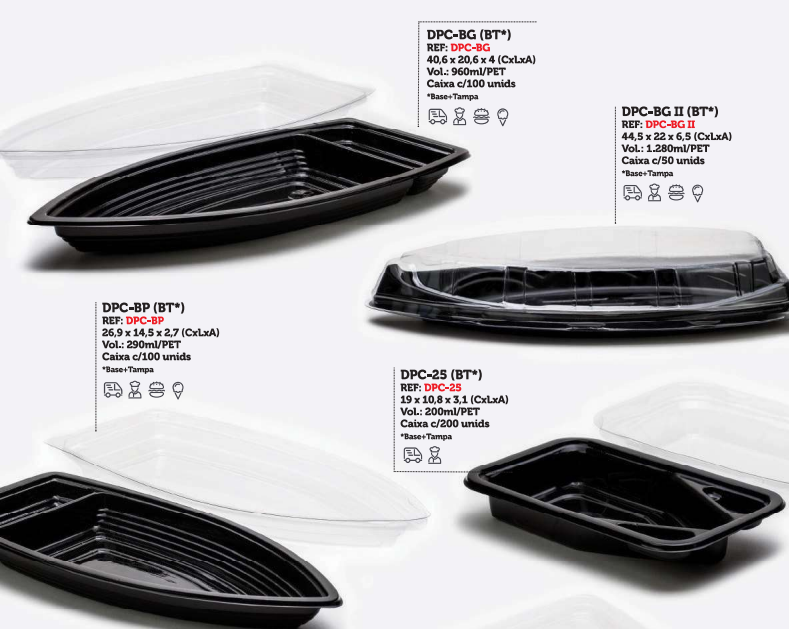 DPC-BG (BT*)
REF: DPC-BG
40,6 x 20,6 x 4 (CxLxA)
Vol.: 960ml/PET
Caixa c/100 unids
*Base+Tampa
DPC-BG II (BT*)
REF: DPC-BG II
44,5 x 22 x 6,5 (CxLxA)
Vol.: 1.280ml/PET
Caixa c/50 unids
*Base+Tampa
DPC-BP (BT*)
REF: DPC-BP
26,9 x 14,5 x 2,7 (CxLxA)
Vol.: 290ml/PET
Caixa c/100 unids
*Base+Tampa
DPC-25 (BT*)
REF: DPC-25
19 x 10,8 x 3,1 (CxLxA)
Vol.: 200ml/PET
Caixa c/200 unids
*Base+Tampa